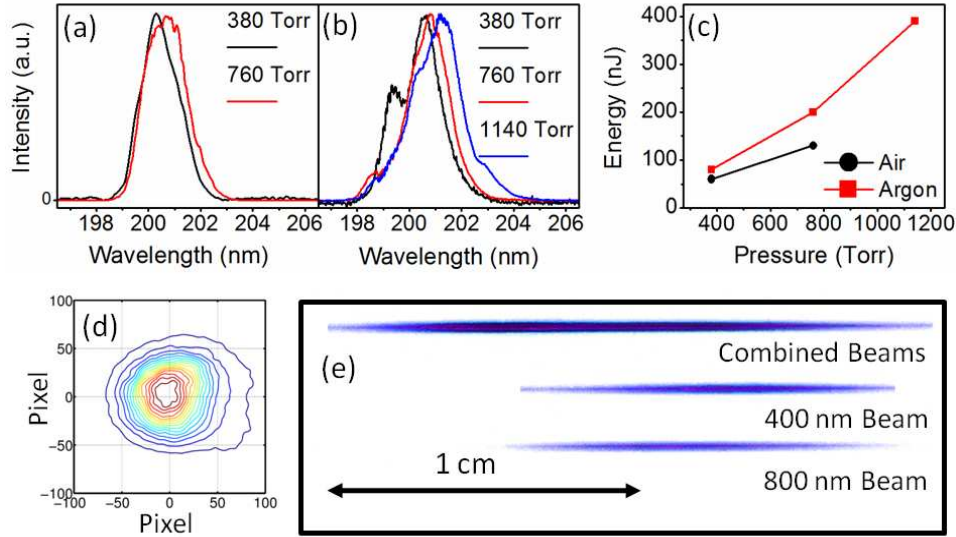 (a)
380 Torr
760 Torr
Intensity (a.u.)
0
198 200 202 204 206
Wavelength (nm)
(b)
380 Torr
760 Torr
1140 Torr
198 200 202 204 206
Wavelength (nm)
(c)
Energy (nJ)
400
300
200
100
0
Air
Argon
400 600 800 1000 1200
Pressure (Torr)
(d)
100
50
0
−50
−100
Pixel
−100 −50 0 50 100
Pixel
(e)
Combined Beams
400 nm Beam
1 cm
800 nm Beam